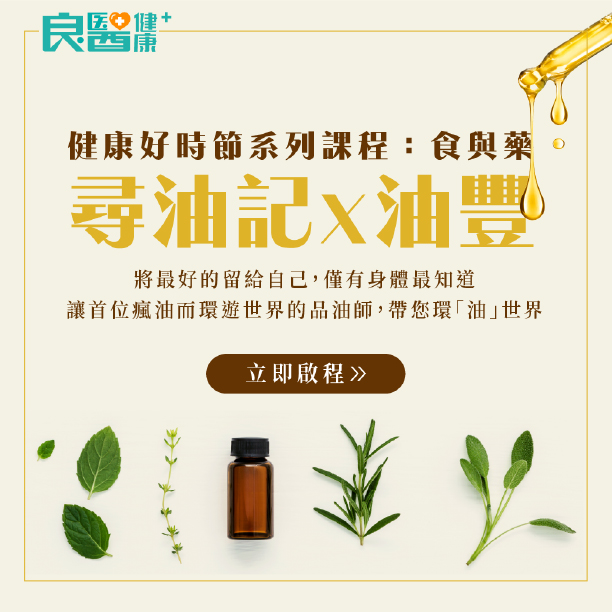 良醫健康+
健康好時節系列課程：食與藥
尋油記x油豐
將最好的留給自己，僅有身體最知道
讓首位瘋油而環遊世界的品油師，帶您環「油」世界
立即啟程>>